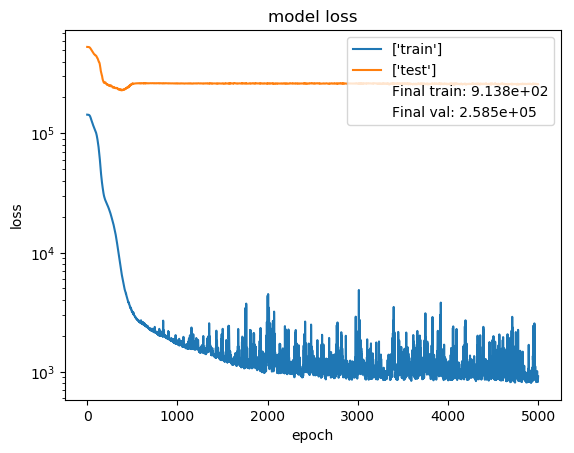 model loss
['train']
['test']
Final train: 9.138e+02
Final val: 2.585e+05
loss
10^5
10^4
10^3
0 1000 2000 3000 4000 5000
epoch